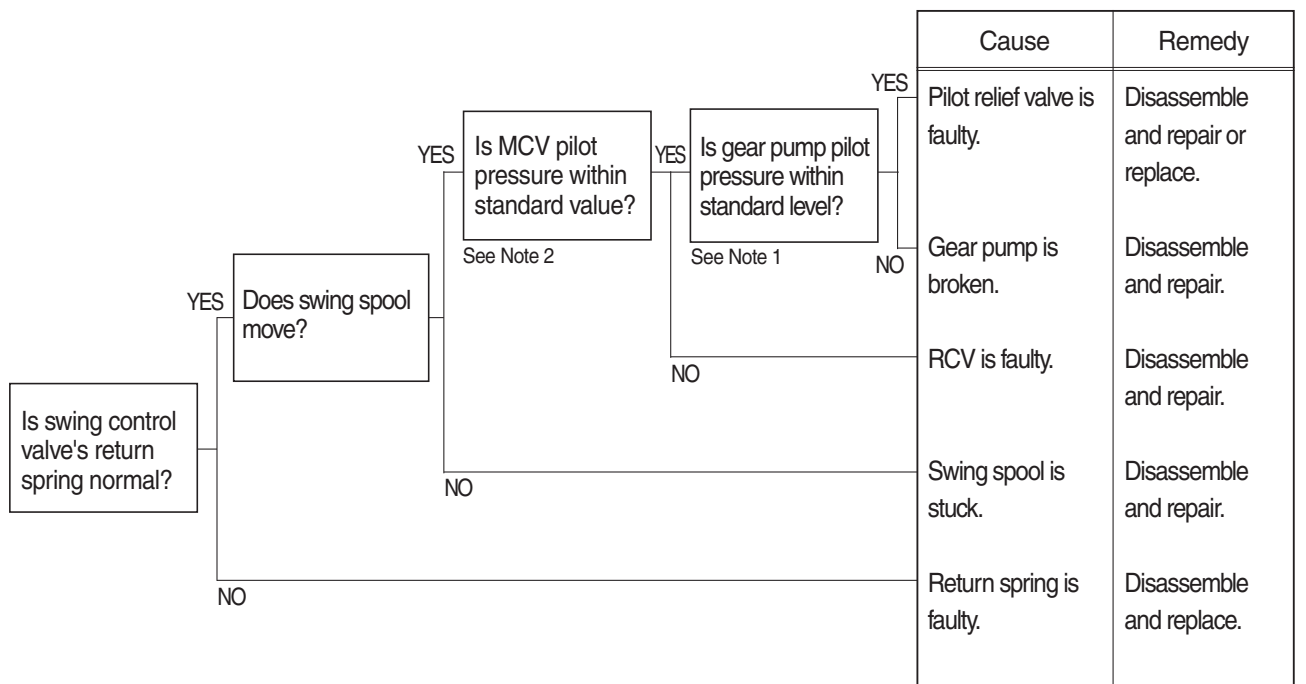 Cause
Remedy
YES
Pilot relief valve is
faulty.
Disassemble
and repair or
replace.
YES
Is MCV pilot
pressure within
standard value?
See Note 2
YES
Is gear pump pilot
pressure within
standard level?
See Note 1
NO
Gear pump is
broken.
Disassemble
and repair.
YES
Does swing spool
move?
NO
RCV is faulty.
Disassemble
and repair.
Is swing control
valve's return
spring normal?
NO
Swing spool is
stuck.
Disassemble
and repair.
NO
Return spring is
faulty.
Disassemble
and replace.